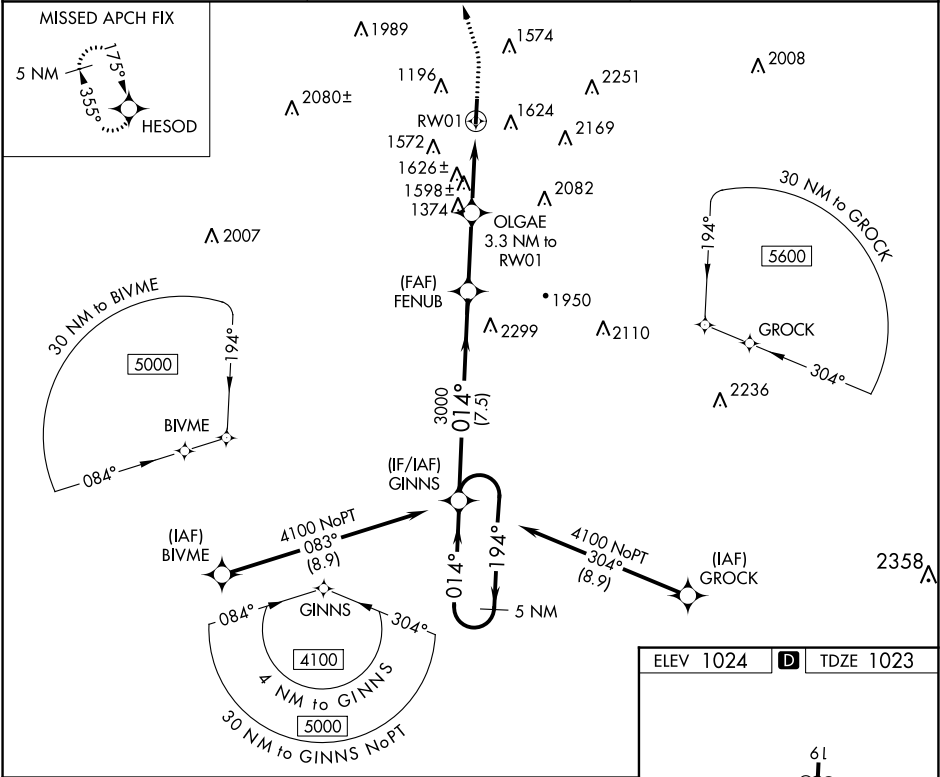 MISSED APCH FIX
5 NM
175°
355°
HESOD
1989
1574
2008
1196
2251
2080±
RW01
1624
2169
1572
1626±
1598±
1374
2082
OLGAE
3.3 NM to
RW01
2007
30 NM to GROCK
194°
5600
GROCK
304°
(FAF)
FENUB
1950
2299
2110
2236
30 NM to BIVME
194°
5000
BIVME
084°
3000
014°
(7.5)
(IF/IAF)
GINNS
4100 NoPT
083°
(8.9)
(IAF)
BIVME
014°
194°
5 NM
4100 NoPT
304°
(8.9)
(IAF)
GROCK
2358
084°
GINNS
304°
4100
4 NM to GINNS
5000
30 NM to GINNS NoPT
ELEV 1024
D
TDZE 1023
19